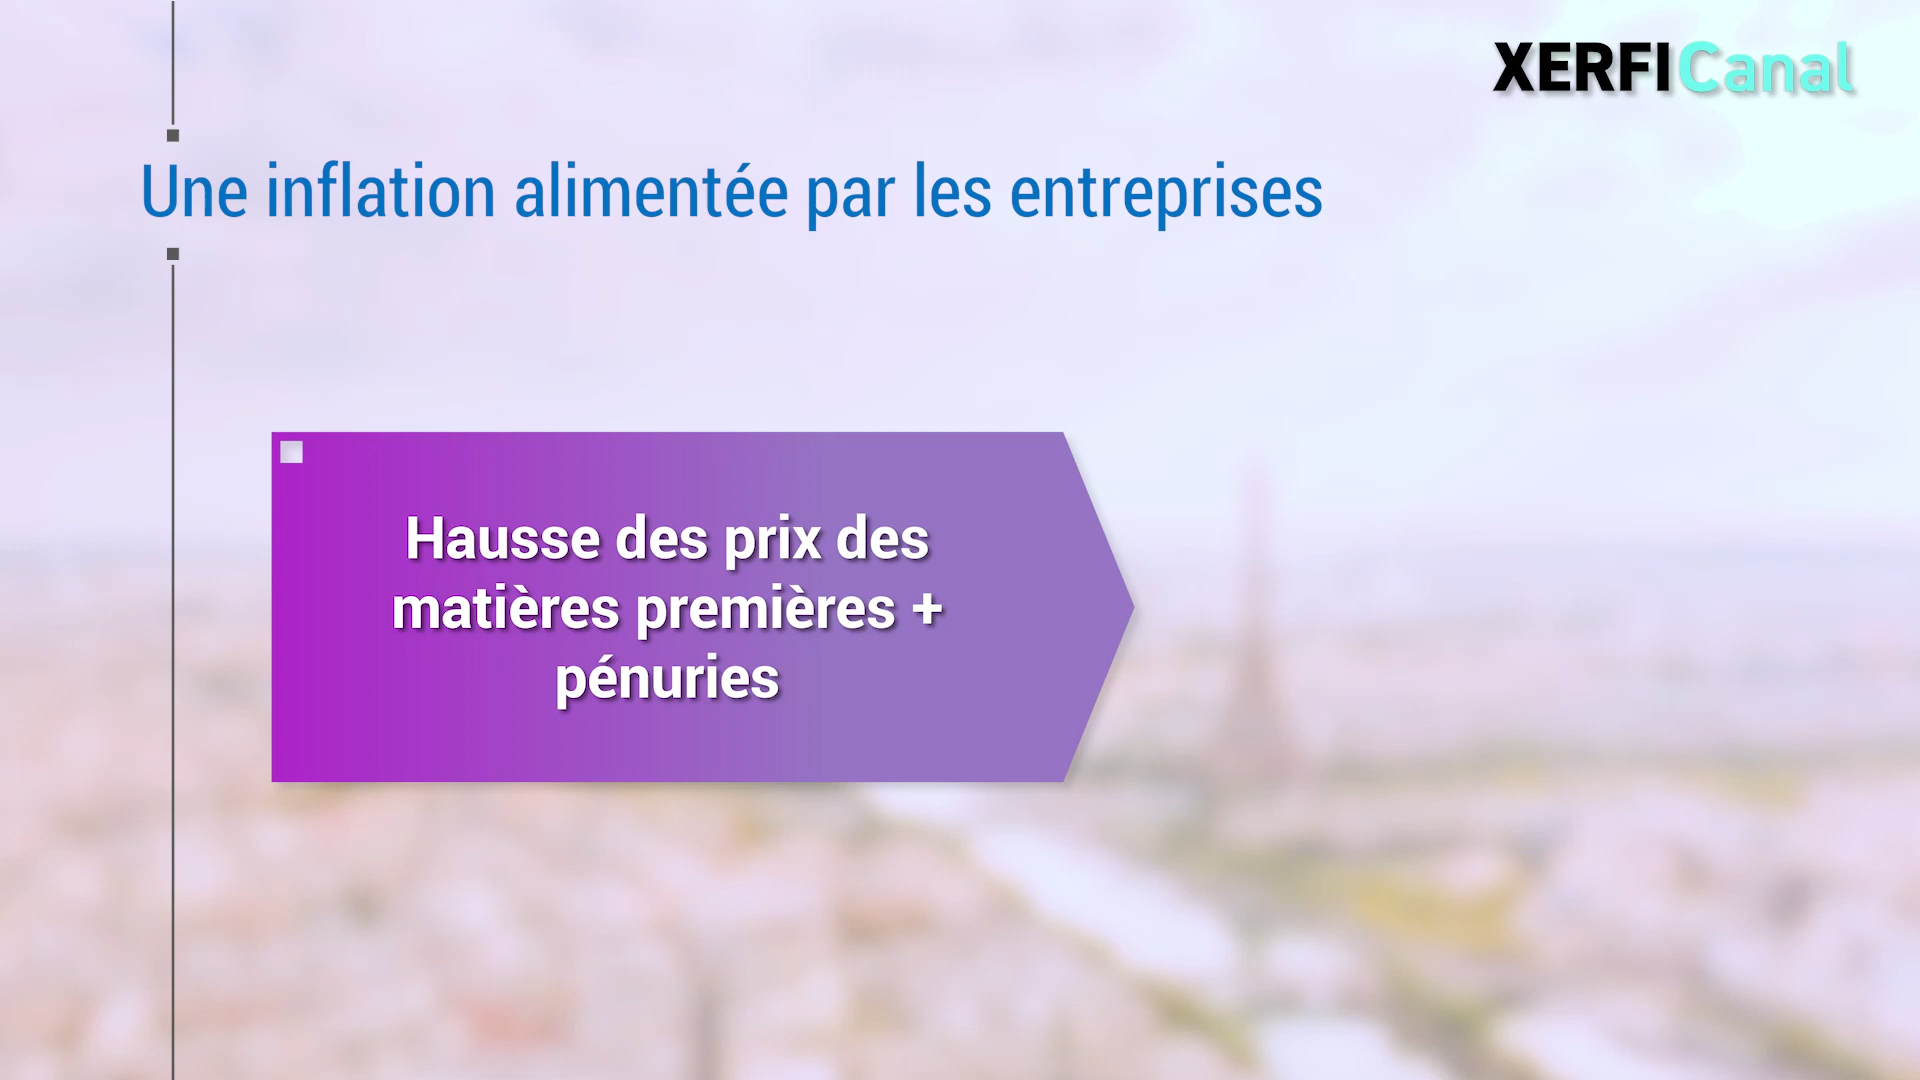 XERFI Canal
Une inflation alimentée par les entreprises
Hausse des prix des
matières premières +
pénuries